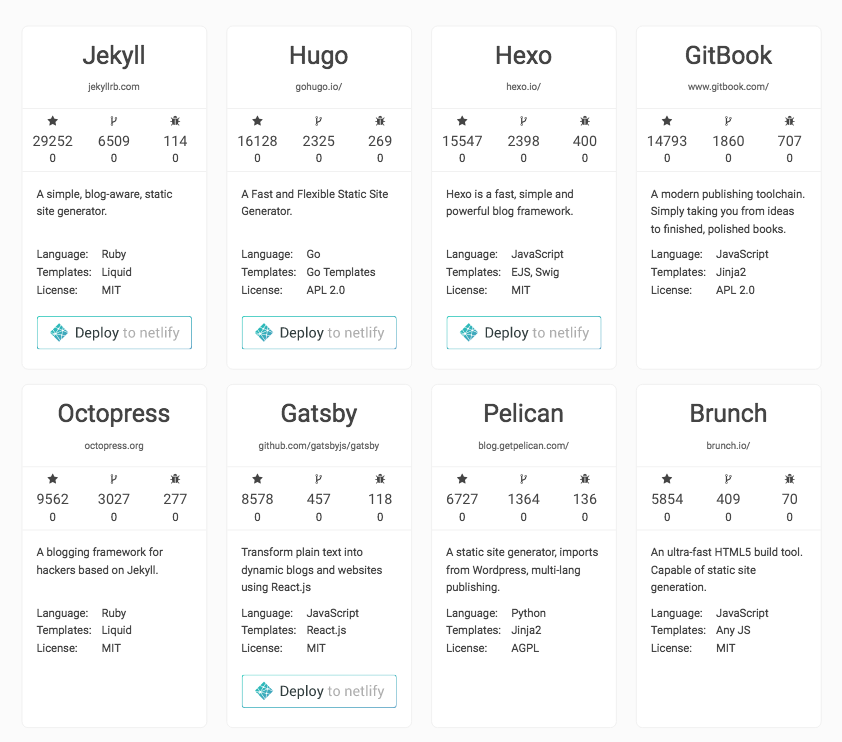 Jekyll
jekyllrb.com
29252 6509 114
0 0 0
A simple, blog-aware, static
site generator.
Language: Ruby
Templates: Liquid
License: MIT
Deploy to netlify
Hugo
gohugo.io/
16128 2325 269
0 0 0
A Fast and Flexible Static Site
Generator.
Language: Go
Templates: Go Templates
License: APL 2.0
Deploy to netlify
Hexo
hexo.io/
15547 2398 400
0 0 0
Hexo is a fast, simple and
powerful blog framework.
Language: JavaScript
Templates: EJS, Swig
License: MIT
Deploy to netlify
GitBook
www.gitbook.com/
14793 1860 707
0 0 0
A modern publishing toolchain.
Simply taking you from ideas
to finished, polished books.
Language: JavaScript
Templates: Jinja2
License: APL 2.0
Octopress
octopress.org
9562 3027 277
0 0 0
A blogging framework for
hackers based on Jekyll.
Language: Ruby
Templates: Liquid
License: MIT
Gatsby
github.com/gatsbyjs/gatsby
8578 457 118
0 0 0
Transform plain text into
dynamic blogs and websites
using React.js
Language: JavaScript
Templates: React.js
License: MIT
Deploy to netlify
Pelican
blog.getpelican.com/
6727 1364 136
0 0 0
A static site generator, imports
from Wordpress, multi-lang
publishing.
Language: Python
Templates: Jinja2
License: AGPL
Brunch
brunch.io/
5854 409 70
0 0 0
An ultra-fast HTML5 build tool.
Capable of static site
generation.
Language: JavaScript
Templates: Any JS
License: MIT